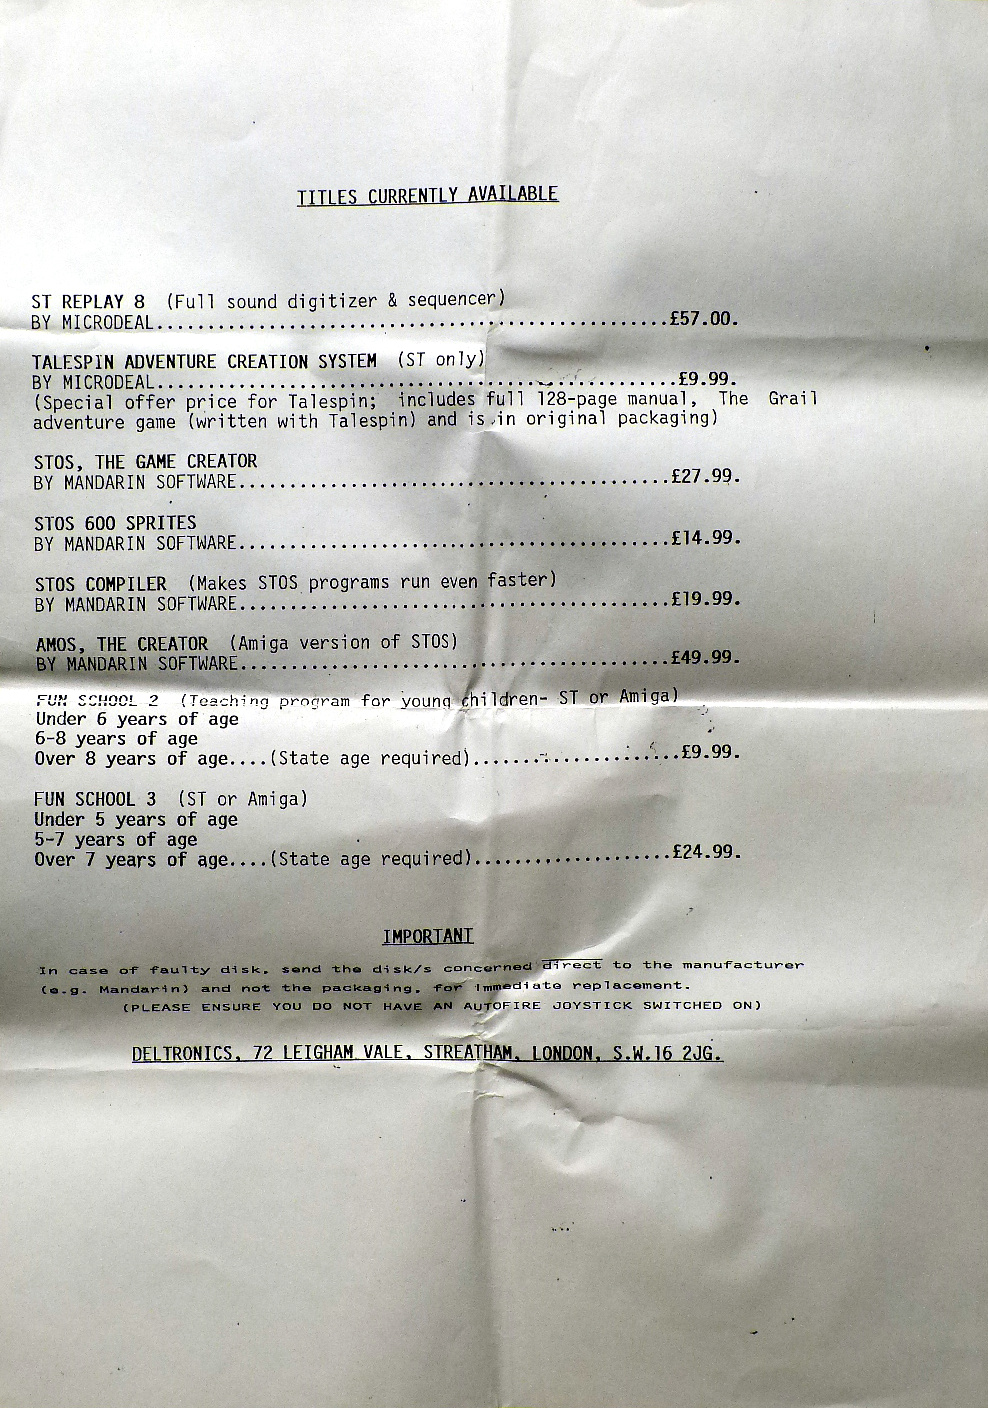 TITLES CURRENTLY AVAILABLE
ST REPLAY 8 (Full sound digitizer & sequencer)
BY MICRODEAL..................................................£57.00.
TALESPIN ADVENTURE CREATION SYSTEM (ST only)
BY MICRODEAL...................................................£9.99.
(Special offer price for Talespin; includes full 128-page manual, The Grail
adventure game (written with Talespin) and is in original packaging)
STOS, THE GAME CREATOR
BY MANDARIN SOFTWARE..........................................£27.99.
STOS 600 SPRITES
BY MANDARIN SOFTWARE..........................................£14.99.
STOS COMPILER (Makes STOS programs run even faster)
BY MANDARIN SOFTWARE..........................................£19.99.
AMOS, THE CREATOR (Amiga version of STOS)
BY MANDARIN SOFTWARE..........................................£49.99.
FUN SCHOOL 2 (Teaching program for young children- ST or Amiga)
Under 6 years of age
6-8 years of age
Over 8 years of age....(State age required)....................£9.99.
FUN SCHOOL 3 (ST or Amiga)
Under 5 years of age
5-7 years of age
Over 7 years of age....(State age required)...................£24.99.
IMPORTANT
In case of faulty disk, send the disk/s concerned direct to the manufacturer
(e.g. Mandarin) and not the packaging, for immediate replacement.
(PLEASE ENSURE YOU DO NOT HAVE AN AUTOFIRE JOYSTICK SWITCHED ON)
DELTRONICS, 72 LEIGHAM VALE, STREATHAM, LONDON, S.W.16 2JG.